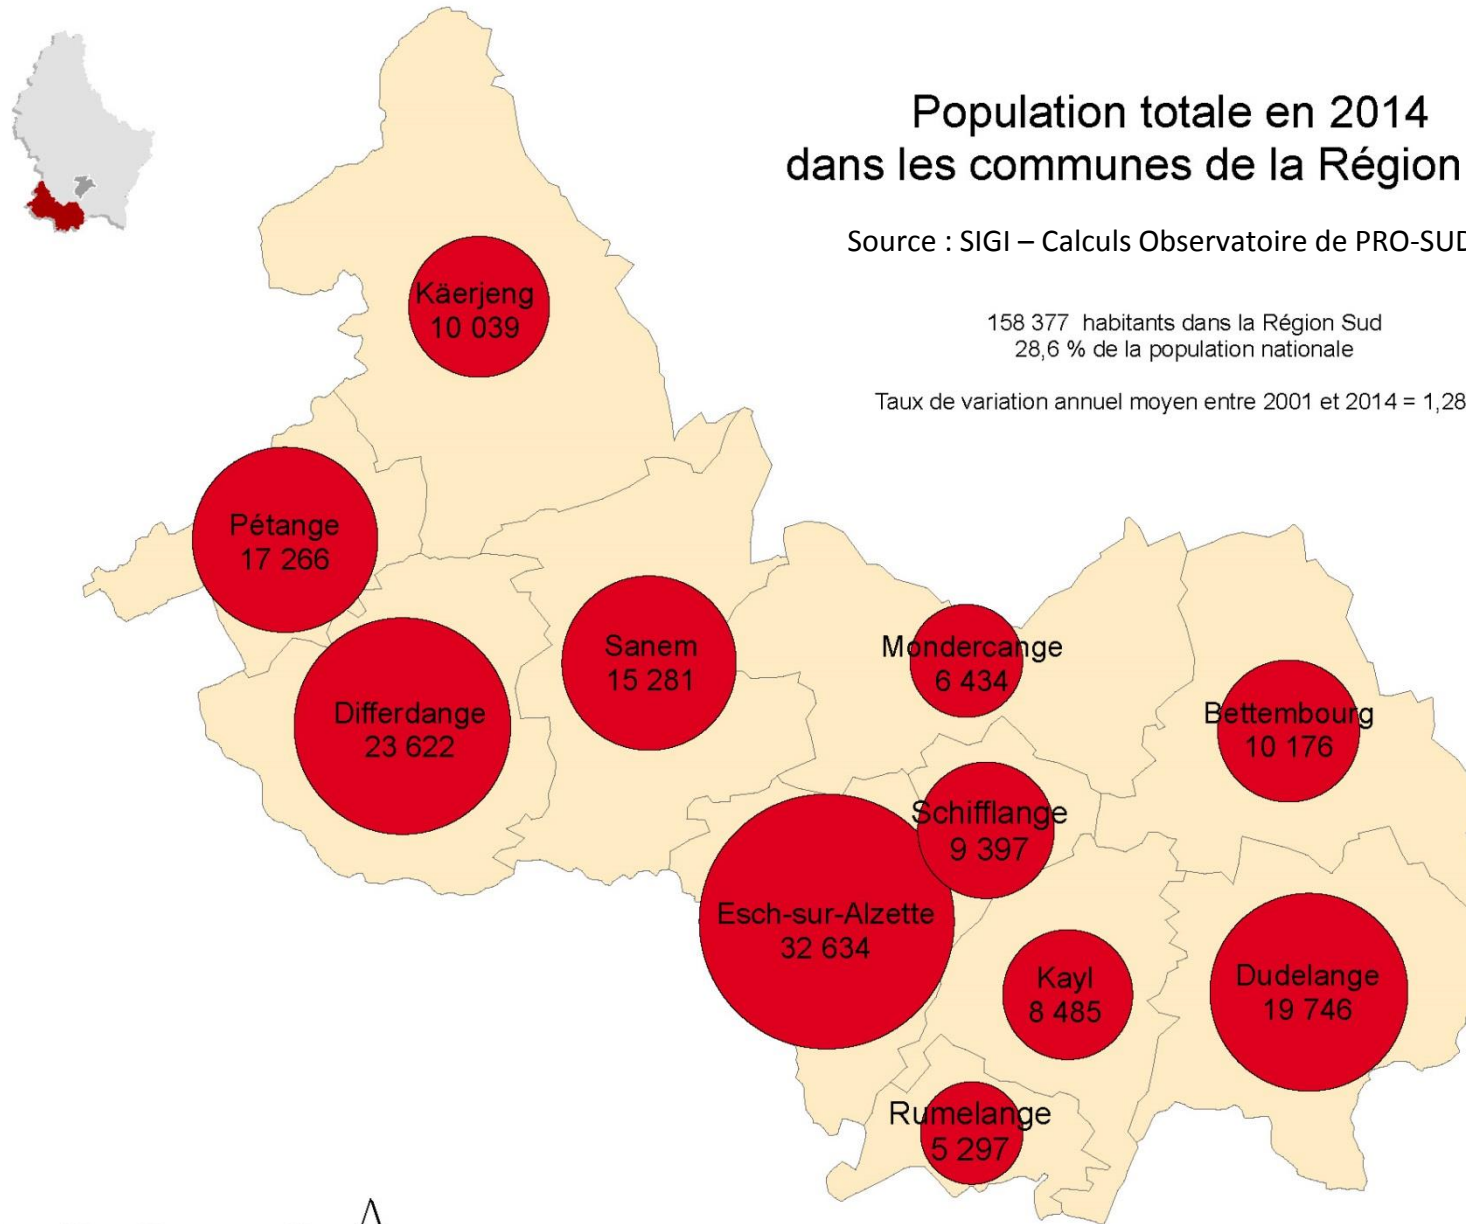 Population totale en 2014
dans les communes de la Région
Source : SIGI – Calculs Observatoire de PRO-SUD
158 377 habitants dans la Région Sud
28,6 % de la population nationale
Taux de variation annuel moyen entre 2001 et 2014 = 1,28
Käerjeng
10 039
Pétange
17 266
Sanem
15 281
Mondercange
6 434
Differdange
23 622
Bettembourg
10 176
Schifflange
9 397
Esch-sur-Alzette
32 634
Kayl
8 485
Dudelange
19 746
Rumelange
5 297